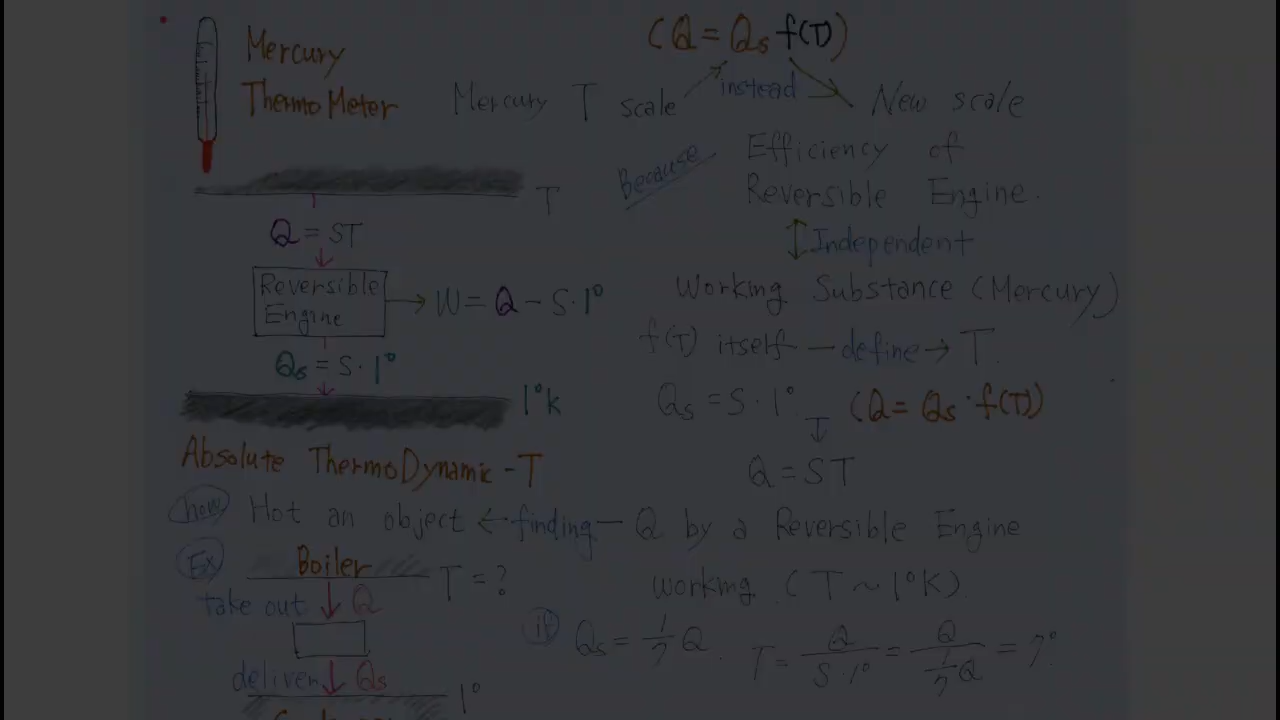 Mercury
ThermoMeter
(Q = Qs f(T))
Mercury T scale
instead
New scale
Because
Efficiency of
Reversible Engine.
Independent
Working Substance (Mercury)
f(T) itself — define → T.
Qs = S·1° (Q = Qs·f(T))
↓
Q = ST
T
Q = ST
Reversible
Engine
→ W = Q − S·1°
Qs = S·1°
1°K
Absolute ThermoDynamic - T
how Hot an object ← finding — Q by a Reversible Engine
working (T ~ 1°K)
Ex Boiler T = ?
take out ↓ Q
deliver ↓ Qs
1°
if Qs = 1/7 Q. T = Q/(S·1°) = Q/(1/7 Q) = 7°